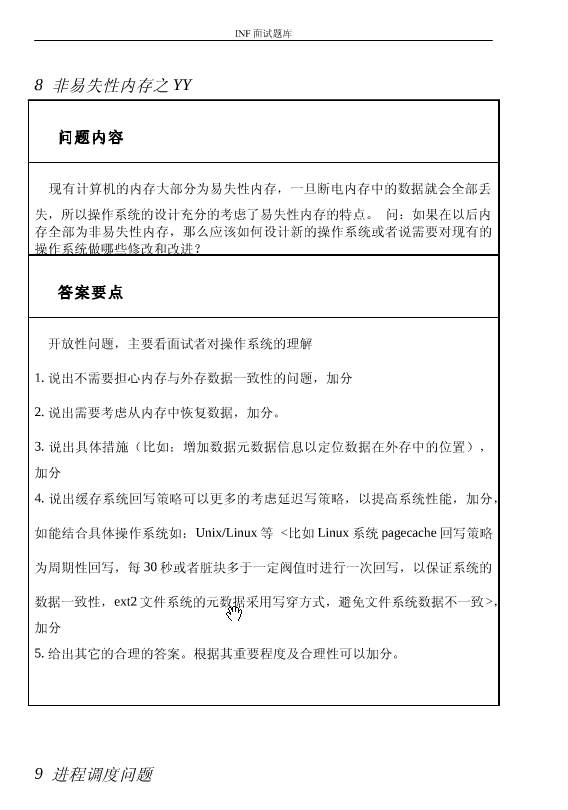 INF 面试题库
8 非易失性内存之 YY
问题内容
现有计算机的内存大部分为易失性内存，一旦断电内存中的数据就会全部丢
失，所以操作系统的设计充分的考虑了易失性内存的特点。 问：如果在以后内
存全部为非易失性内存，那么应该如何设计新的操作系统或者说需要对现有的
操作系统做哪些修改和改进？
答案要点
开放性问题，主要看面试者对操作系统的理解
1. 说出不需要担心内存与外存数据一致性的问题，加分
2. 说出需要考虑从内存中恢复数据，加分。
3. 说出具体措施（比如：增加数据元数据信息以定位数据在外存中的位置），
加分
4. 说出缓存系统回写策略可以更多的考虑延迟写策略，以提高系统性能，加分，
如能结合具体操作系统如：Unix/Linux 等 <比如 Linux 系统 pagecache 回写策略
为周期性回写，每 30 秒或者脏块多于一定阀值时进行一次回写，以保证系统的
数据一致性，ext2 文件系统的元数据采用写穿方式，避免文件系统数据不一致>，
加分
5. 给出其它的合理的答案。根据其重要程度及合理性可以加分。
9 进程调度问题